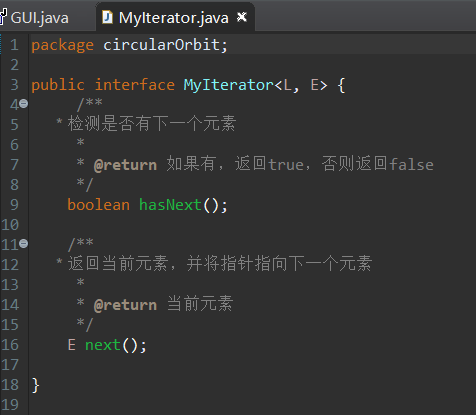 GUI.java MyIterator.java
1 package circularOrbit;
2
3 public interface MyIterator<L, E> {
4 /**
5 * 检测是否有下一个元素
6 *
7 * @return 如果有，返回true，否则返回false
8 */
9 boolean hasNext();
10
11 /**
12 * 返回当前元素，并将指针指向下一个元素
13 *
14 * @return 当前元素
15 */
16 E next();
17
18 }
19